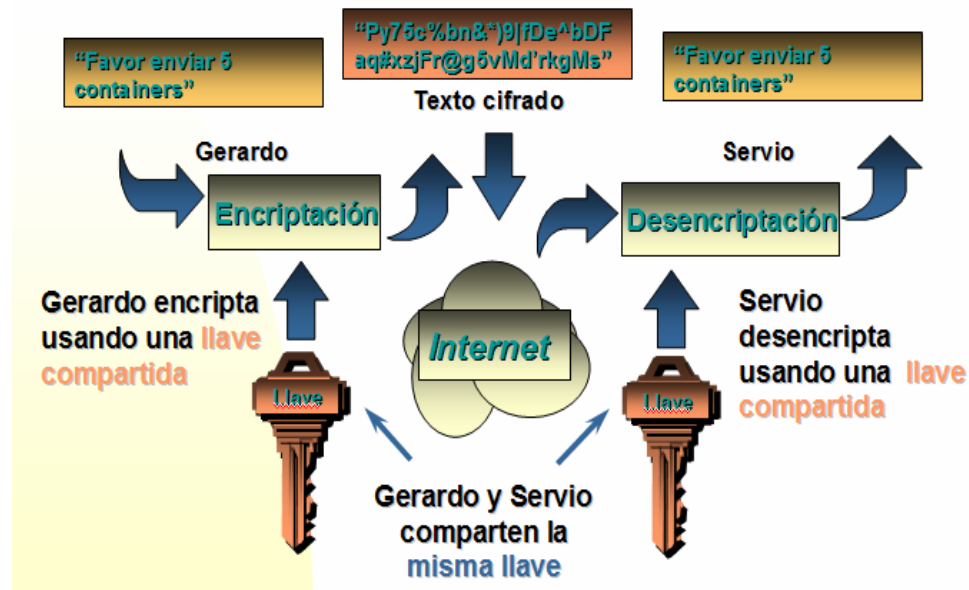 “Favor enviar 5
containers”
“Py75c%bn&*)9|fDe^bDF
aq#xzjFr@g5vMd’rkgMs”
Texto cifrado
“Favor enviar 5
containers”
Gerardo
Encriptación
Servio
Desencriptación
Gerardo encripta
usando una llave
compartida
Llave
Internet
Servio
desencripta
usando una llave
compartida
Llave
Gerardo y Servio
comparten la
misma llave